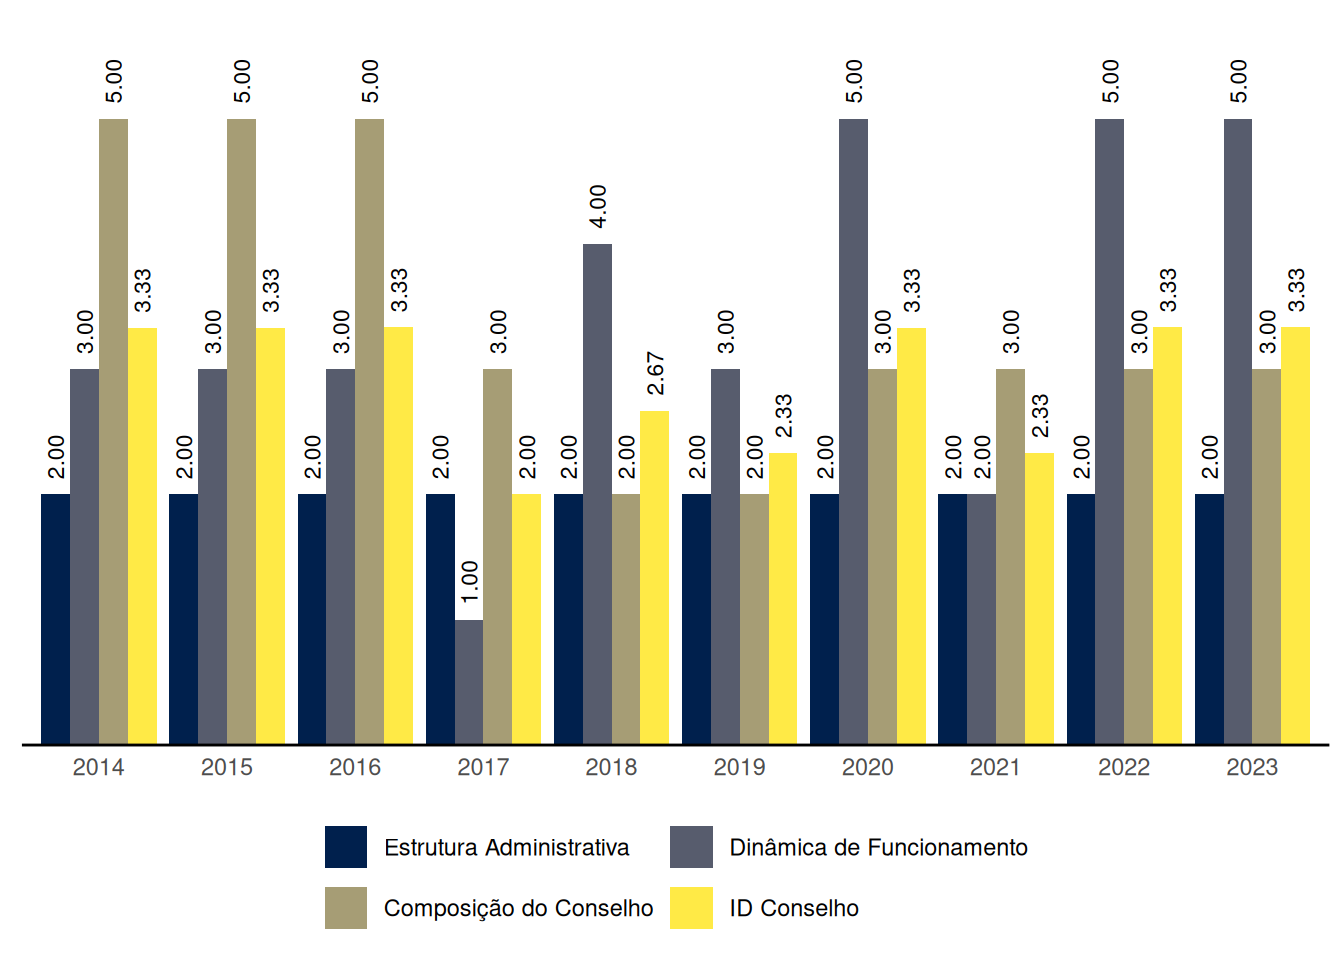 2.00 3.00 5.00 3.33 2.00 3.00 5.00 3.33 2.00 3.00 5.00 3.33 2.00 1.00 3.00 2.00 2.00 4.00 2.00 2.67 2.00 3.00 2.00 2.33 2.00 5.00 3.00 3.33 2.00 2.00 3.00 2.33 2.00 5.00 3.00 3.33 2.00 5.00 3.00 3.33
2014 2015 2016 2017 2018 2019 2020 2021 2022 2023
Estrutura Administrativa Dinâmica de Funcionamento
Composição do Conselho ID Conselho